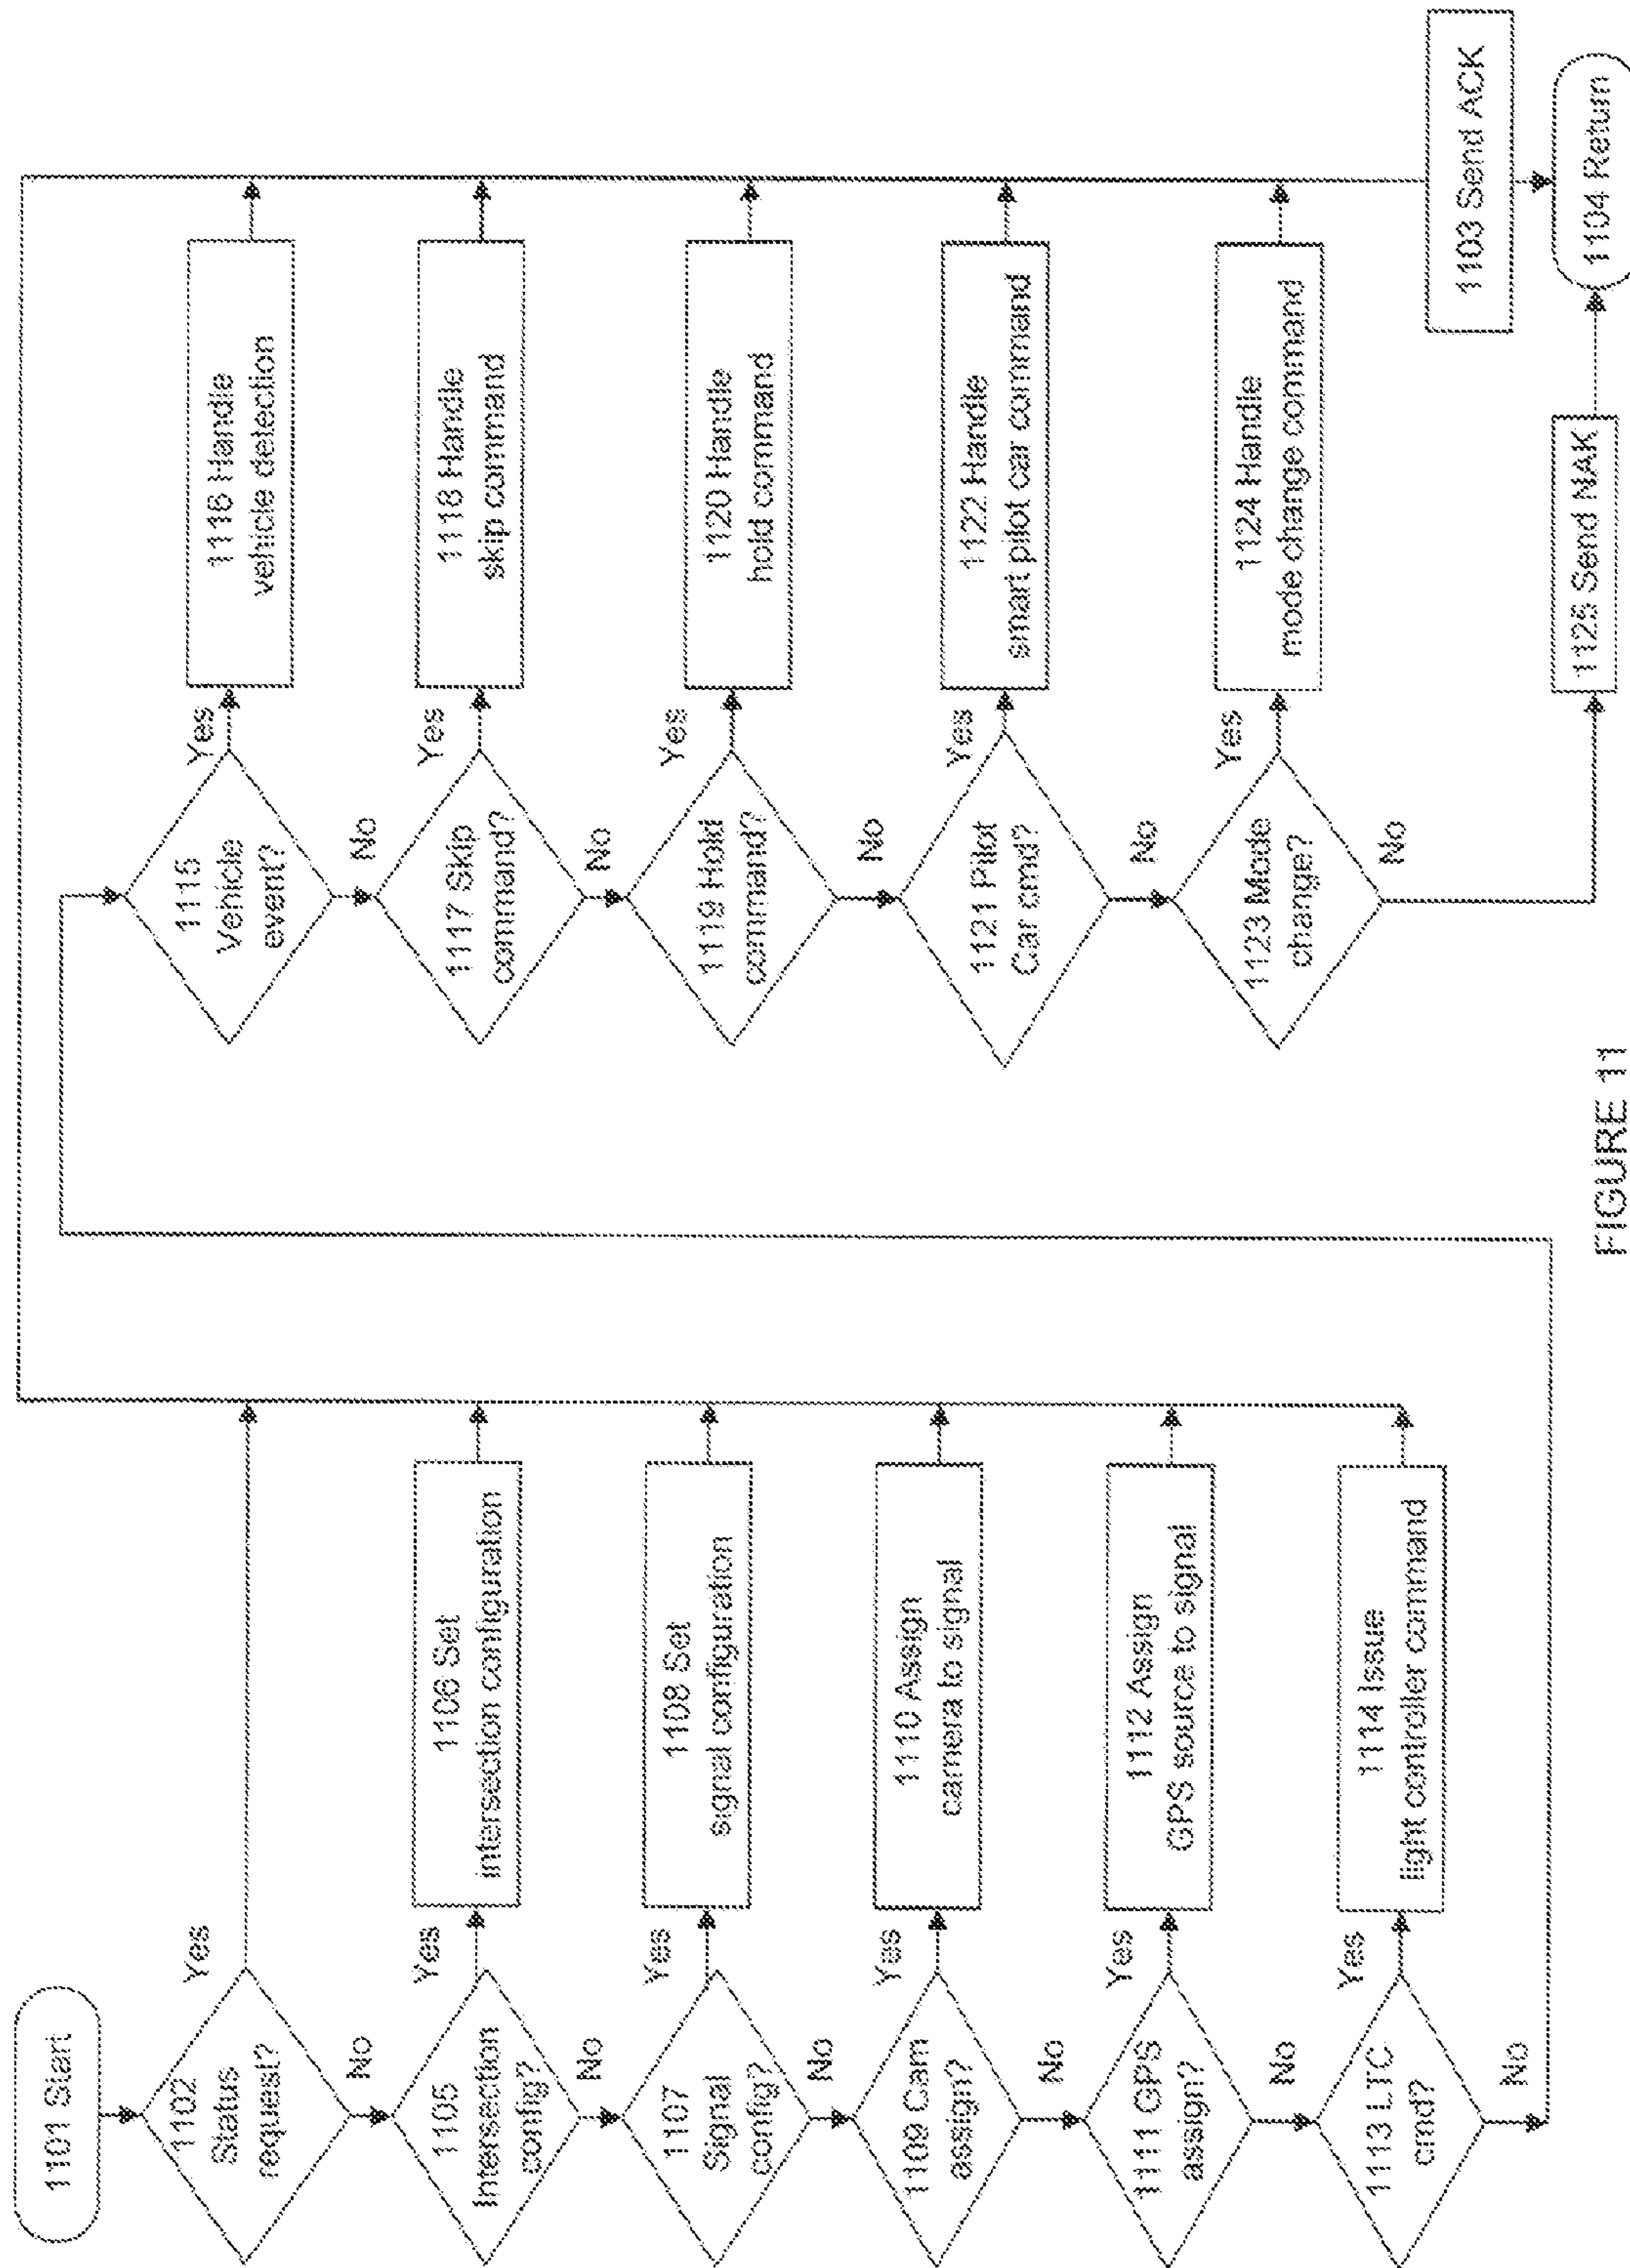 1101 Start
1102
Status
request?
Yes
No
1105
Intersection
config?
Yes
1106 Set
intersection configuration
No
1107
Signal
config?
Yes
1108 Set
signal configuration
No
1109 Cam
assign?
Yes
1110 Assign
camera to signal
No
1111 GPS
assign?
Yes
1112 Assign
GPS source to signal
No
1113 LTC
cmd?
Yes
1114 Issue
light controller command
No
1115
Vehicle
event?
Yes
1116 Handle
vehicle detection
No
1117 Skip
command?
Yes
1118 Handle
skip command
No
1119 Hold
command?
Yes
1120 Handle
hold command
No
1121 Pilot
Car cmd?
Yes
1122 Handle
smart pilot car command
No
1123 Mode
change?
Yes
1124 Handle
mode change command
No
1125 Send NAK
1103 Send ACK
1104 Return
FIGURE 11